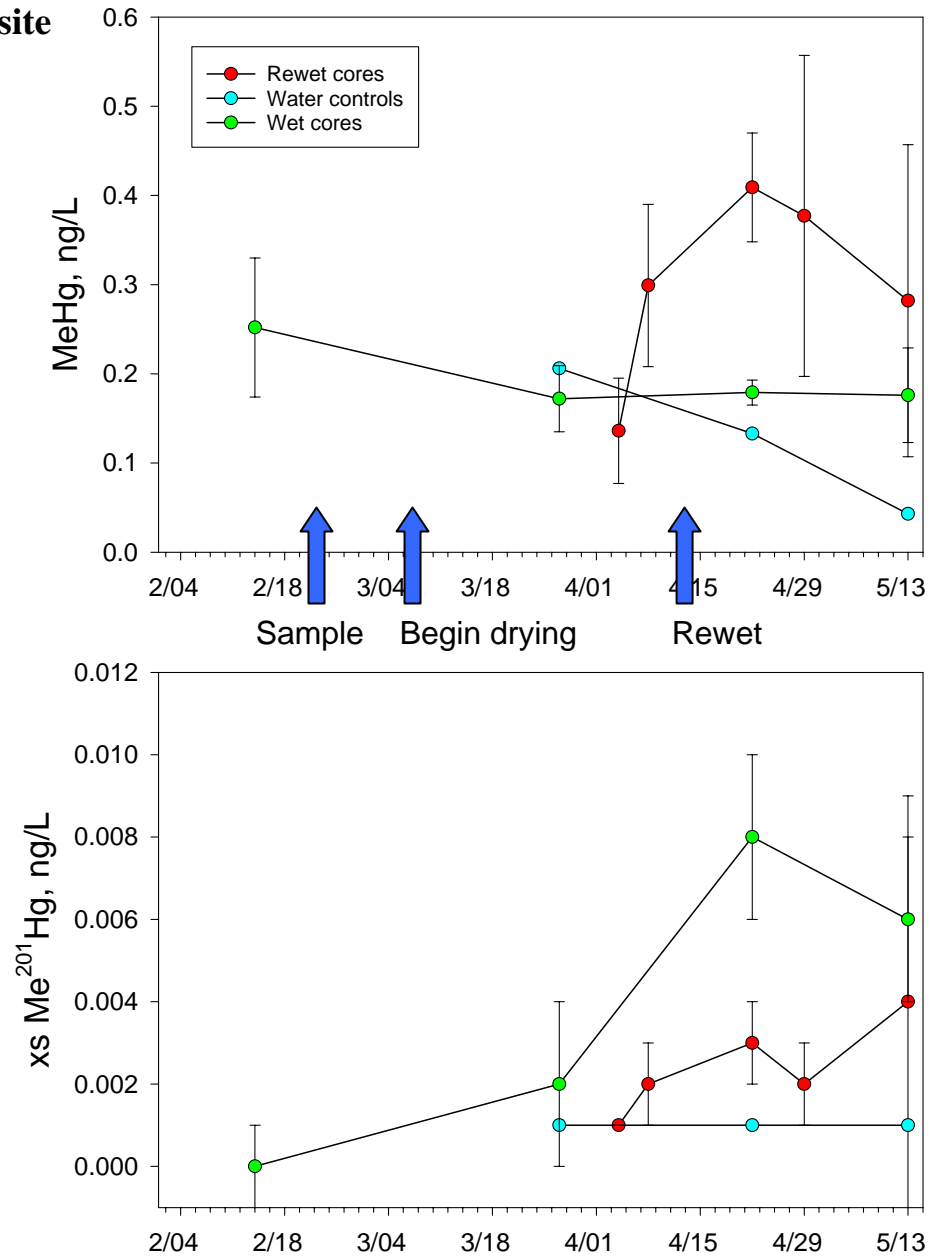 site
0.6
Rewet cores
Water controls
Wet cores
0.5
0.4
0.3
0.2
0.1
0.0
MeHg, ng/L
2/04 2/18 3/04 3/18 4/01 4/15 4/29 5/13
Sample Begin drying Rewet
0.012
0.010
0.008
0.006
0.004
0.002
0.000
xs Me²⁰¹Hg, ng/L
2/04 2/18 3/04 3/18 4/01 4/15 4/29 5/13